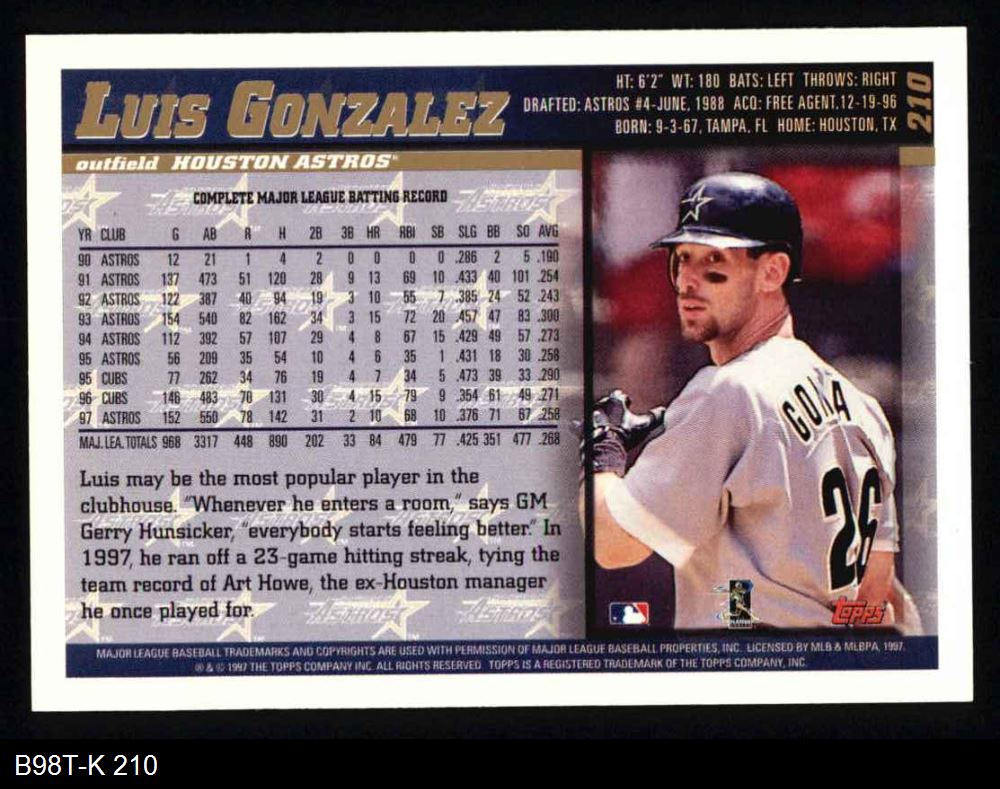 LUIS GONZALEZ
HT: 6'2" WT: 180 BATS: LEFT THROWS: RIGHT
DRAFTED: ASTROS #4-JUNE, 1988 ACQ: FREE AGENT, 12-19-96
BORN: 9-3-67, TAMPA, FL HOME: HOUSTON, TX
210
outfield HOUSTON ASTROS
COMPLETE MAJOR LEAGUE BATTING RECORD
YR CLUB G AB R H 2B 3B HR RBI SB SLG BB SO AVG
90 ASTROS 12 21 1 4 2 0 0 0 0 .286 2 5 .190
91 ASTROS 137 473 51 120 28 9 13 69 10 .433 40 101 .254
92 ASTROS 122 387 40 94 19 3 10 55 7 .385 24 52 .243
93 ASTROS 154 540 82 162 34 3 15 72 20 .457 47 83 .300
94 ASTROS 112 392 57 107 29 4 8 67 15 .429 49 57 .273
95 ASTROS 56 209 35 54 10 4 6 35 1 .431 18 30 .258
95 CUBS 77 262 34 76 19 4 7 34 5 .473 39 33 .290
96 CUBS 146 483 70 131 30 4 15 79 9 .354 61 49 .271
97 ASTROS 152 550 78 142 31 2 10 68 10 .376 71 67 .258
MAJ. LEA. TOTALS 968 3317 448 890 202 33 84 479 77 .425 351 477 .268
Luis may be the most popular player in the
clubhouse. "Whenever he enters a room," says GM
Gerry Hunsicker, "everybody starts feeling better." In
1997, he ran off a 23-game hitting streak, tying the
team record of Art Howe, the ex-Houston manager
he once played for.
26
TOPPS
MAJOR LEAGUE BASEBALL TRADEMARKS AND COPYRIGHTS ARE USED WITH PERMISSION OF MAJOR LEAGUE BASEBALL PROPERTIES, INC. LICENSED BY MLB & MLBPA, 1997.
® & © 1997 THE TOPPS COMPANY INC. ALL RIGHTS RESERVED. TOPPS IS A REGISTERED TRADEMARK OF THE TOPPS COMPANY, INC.
B98T-K 210